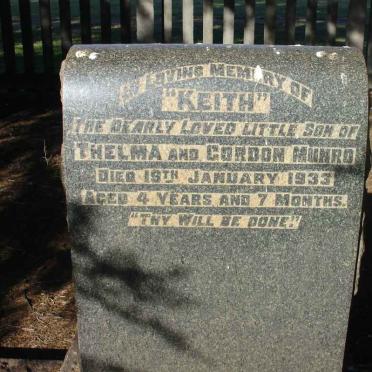 In Loving Memory of
"Keith"
The Dearly Loved Little Son of
Thelma and Gordon Munro
Died 19th January 1933
Aged 4 Years and 7 Months.
"Thy Will Be Done."